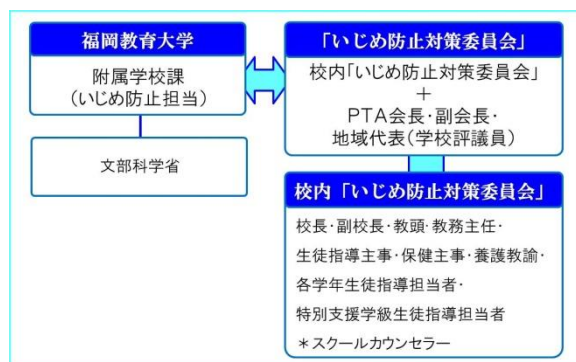 福岡教育大学
附属学校課
(いじめ防止担当)
文部科学省
「いじめ防止対策委員会」
校内「いじめ防止対策委員会」
+
PTA会長・副会長・
地域代表(学校評議員)
校内「いじめ防止対策委員会」
校長・副校長・教頭・教務主任・
生徒指導主事・保健主事・養護教諭・
各学年生徒指導担当者・
特別支援学級生徒指導担当者
*スクールカウンセラー